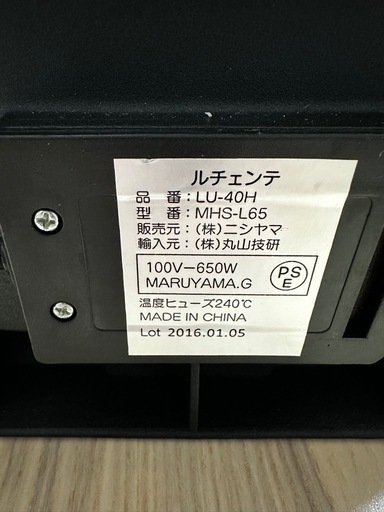 ルチェンテ
品　番：LU-40H
型　番：MHS-L65
販売元：（株）ニシヤマ
輸入元：（株）丸山技研
100V−650W
MARUYAMA.G
PS
E
温度ヒューズ240℃
MADE IN CHINA
Lot 2016.01.05